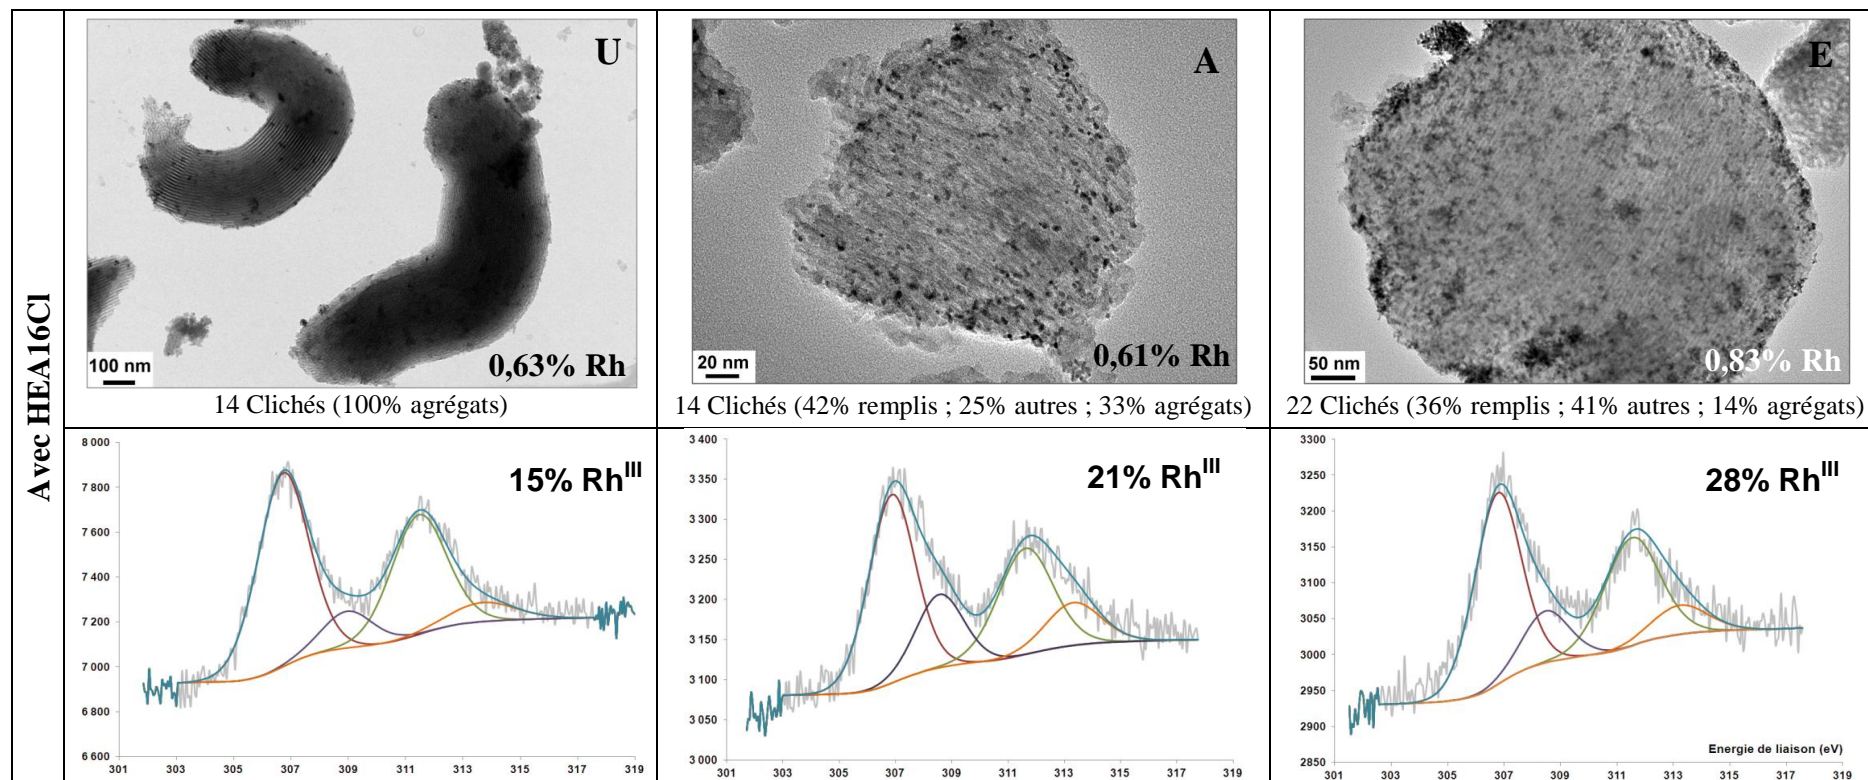 Avec HEA16Cl
U
100 nm
0,63% Rh
14 Clichés (100% agrégats)
A
20 nm
0,61% Rh
14 Clichés (42% remplis ; 25% autres ; 33% agrégats)
E
50 nm
0,83% Rh
22 Clichés (36% remplis ; 41% autres ; 14% agrégats)
15% Rh^III
8 000
7 800
7 600
7 400
7 200
7 000
6 800
6 600
301 303 305 307 309 311 313 315 317 319
21% Rh^III
3 400
3 350
3 300
3 250
3 200
3 150
3 100
3 050
3 000
301 303 305 307 309 311 313 315 317 319
28% Rh^III
3300
3250
3200
3150
3100
3050
3000
2950
2900
2850
Energie de liaison (eV)
301 303 305 307 309 311 313 315 317 319